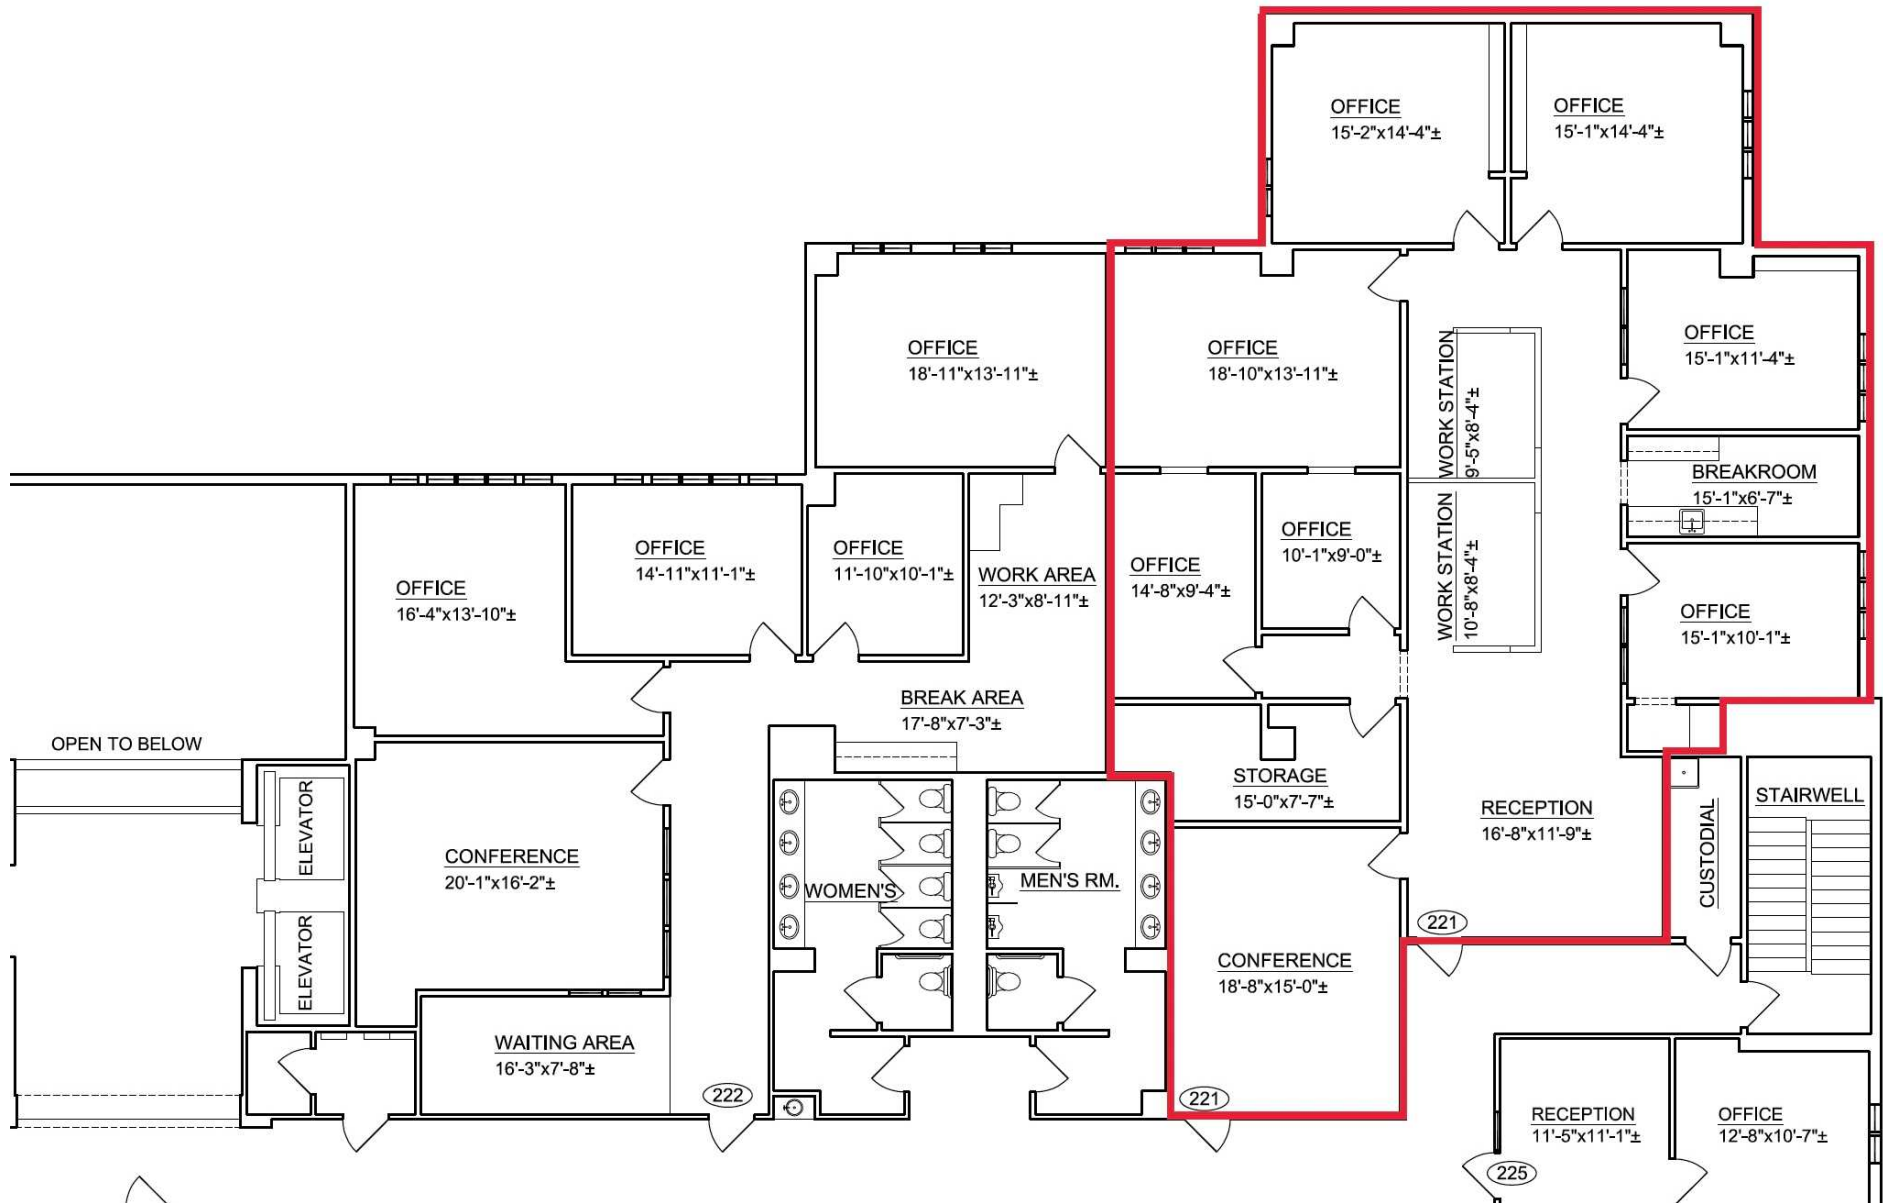 OFFICE
15'-2"x14'-4"±
OFFICE
15'-1"x14'-4"±
OFFICE
18'-11"x13'-11"±
OFFICE
18'-10"x13'-11"±
WORK STATION
9'-5"x8'-4"±
OFFICE
15'-1"x11'-4"±
BREAKROOM
15'-1"x6'-7"±
OFFICE
16'-4"x13'-10"±
OFFICE
14'-11"x11'-1"±
OFFICE
11'-10"x10'-1"±
WORK AREA
12'-3"x8'-11"±
OFFICE
14'-8"x9'-4"±
OFFICE
10'-1"x9'-0"±
WORK STATION
10'-8"x8'-4"±
OFFICE
15'-1"x10'-1"±
BREAK AREA
17'-8"x7'-3"±
OPEN TO BELOW
ELEVATOR
ELEVATOR
CONFERENCE
20'-1"x16'-2"±
WOMEN'S
MEN'S RM.
STORAGE
15'-0"x7'-7"±
RECEPTION
16'-8"x11'-9"±
CUSTODIAL
STAIRWELL
221
CONFERENCE
18'-8"x15'-0"±
WAITING AREA
16'-3"x7'-8"±
222
221
RECEPTION
11'-5"x11'-1"±
225
OFFICE
12'-8"x10'-7"±